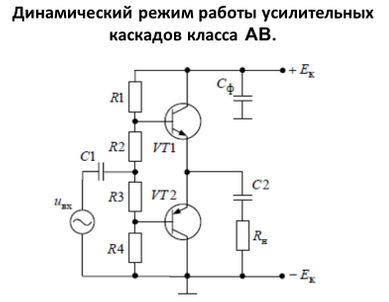 Динамический режим работы усилительных
каскадов класса АВ.
+ Eк
Cф
R1
VT1
R2
C1
R3
VT2
C2
uвх
Rн
R4
− Eк